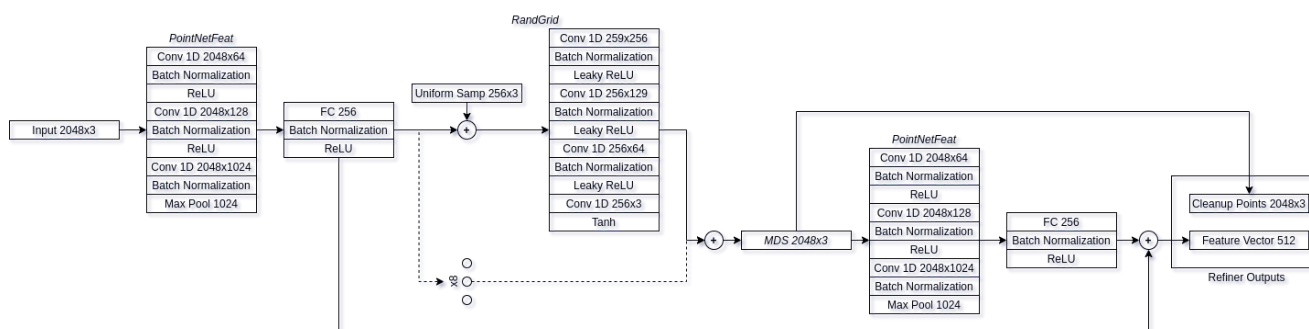 Input 2048x3
PointNetFeat
Conv 1D 2048x64
Batch Normalization
ReLU
Conv 1D 2048x128
Batch Normalization
ReLU
Conv 1D 2048x1024
Batch Normalization
Max Pool 1024
FC 256
Batch Normalization
ReLU
Uniform Samp 256x3
+
x8
RandGrid
Conv 1D 259x256
Batch Normalization
Leaky ReLU
Conv 1D 256x129
Batch Normalization
Leaky ReLU
Conv 1D 256x64
Batch Normalization
Leaky ReLU
Conv 1D 256x3
Tanh
+
MDS 2048x3
PointNetFeat
Conv 1D 2048x64
Batch Normalization
ReLU
Conv 1D 2048x128
Batch Normalization
ReLU
Conv 1D 2048x1024
Batch Normalization
Max Pool 1024
FC 256
Batch Normalization
ReLU
+
Cleanup Points 2048x3
Feature Vector 512
Refiner Outputs